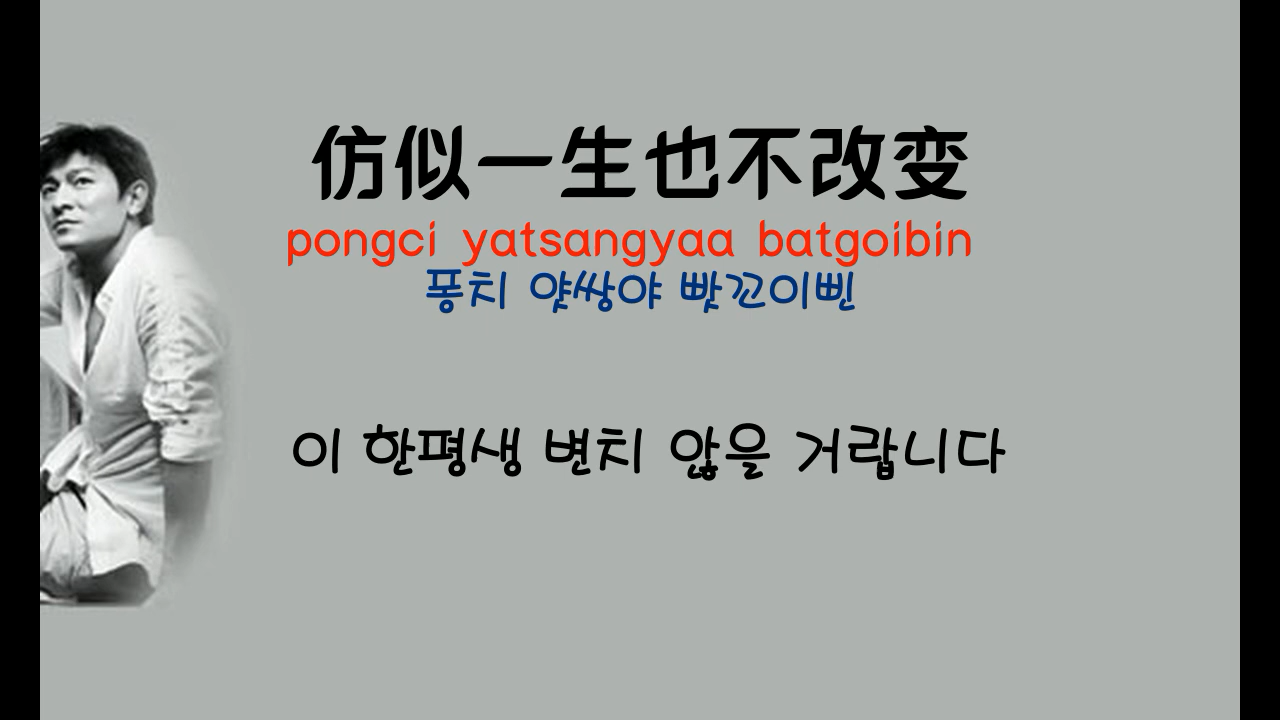 仿似一生也不改变
pongci yatsangyaa batgoibin
퐁치 얏쌍야 빳꼬이삔
이 한평생 변치 않을 거랍니다